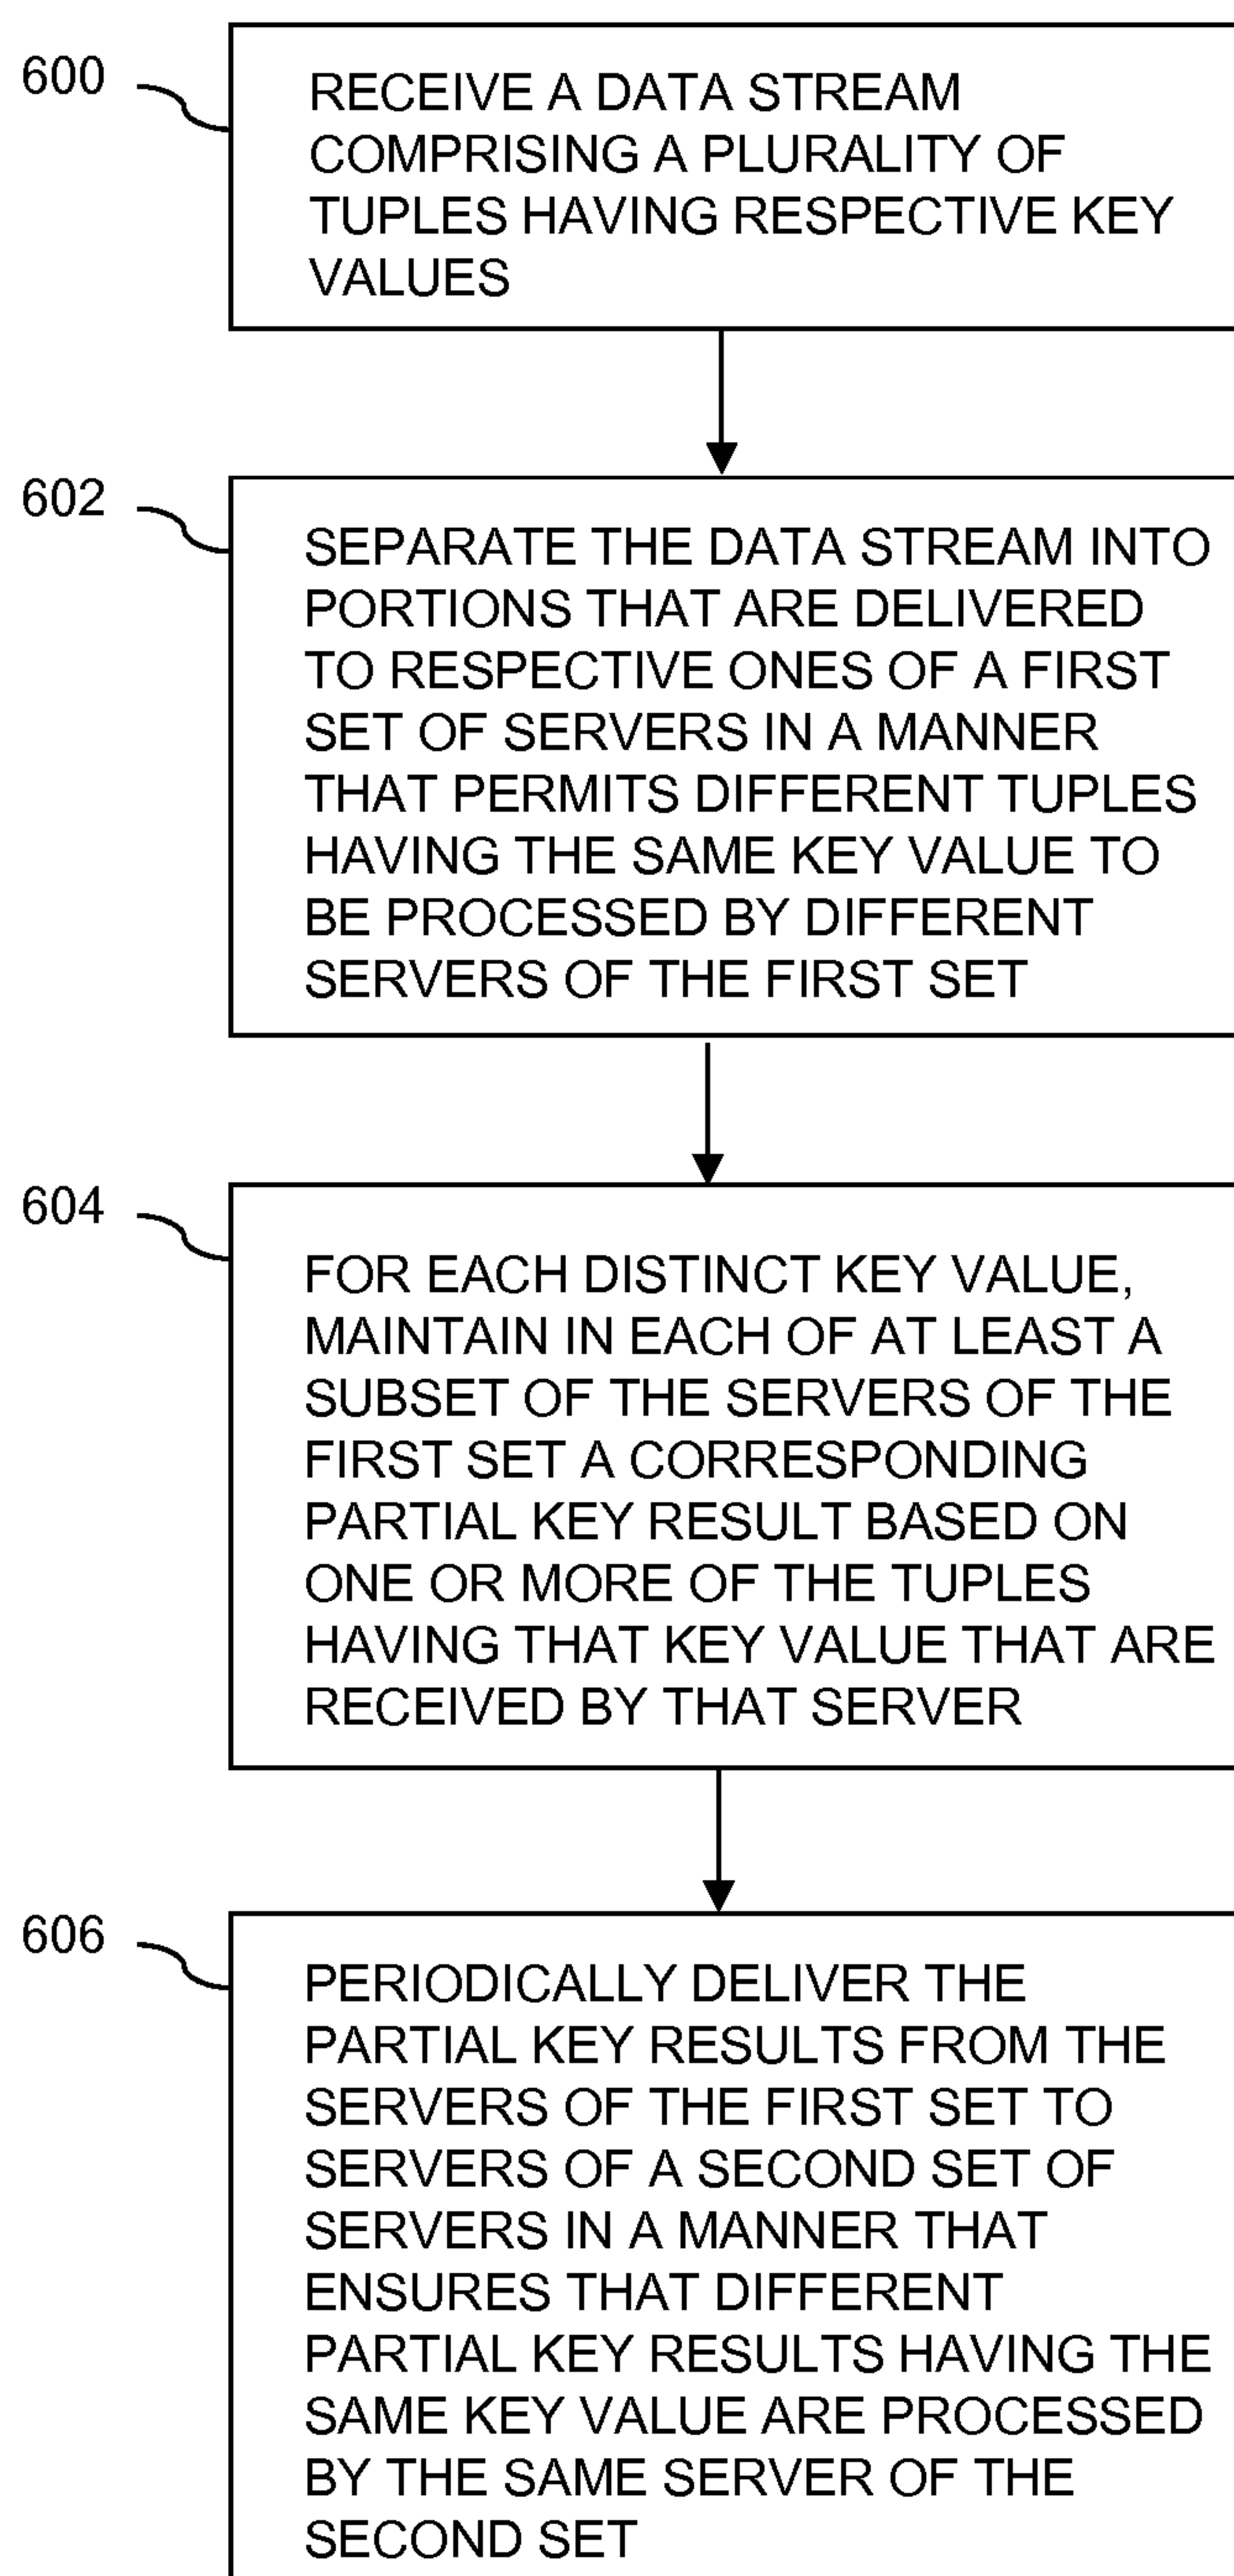 600
RECEIVE A DATA STREAM
COMPRISING A PLURALITY OF
TUPLES HAVING RESPECTIVE KEY
VALUES
602
SEPARATE THE DATA STREAM INTO
PORTIONS THAT ARE DELIVERED
TO RESPECTIVE ONES OF A FIRST
SET OF SERVERS IN A MANNER
THAT PERMITS DIFFERENT TUPLES
HAVING THE SAME KEY VALUE TO
BE PROCESSED BY DIFFERENT
SERVERS OF THE FIRST SET
604
FOR EACH DISTINCT KEY VALUE,
MAINTAIN IN EACH OF AT LEAST A
SUBSET OF THE SERVERS OF THE
FIRST SET A CORRESPONDING
PARTIAL KEY RESULT BASED ON
ONE OR MORE OF THE TUPLES
HAVING THAT KEY VALUE THAT ARE
RECEIVED BY THAT SERVER
606
PERIODICALLY DELIVER THE
PARTIAL KEY RESULTS FROM THE
SERVERS OF THE FIRST SET TO
SERVERS OF A SECOND SET OF
SERVERS IN A MANNER THAT
ENSURES THAT DIFFERENT
PARTIAL KEY RESULTS HAVING THE
SAME KEY VALUE ARE PROCESSED
BY THE SAME SERVER OF THE
SECOND SET